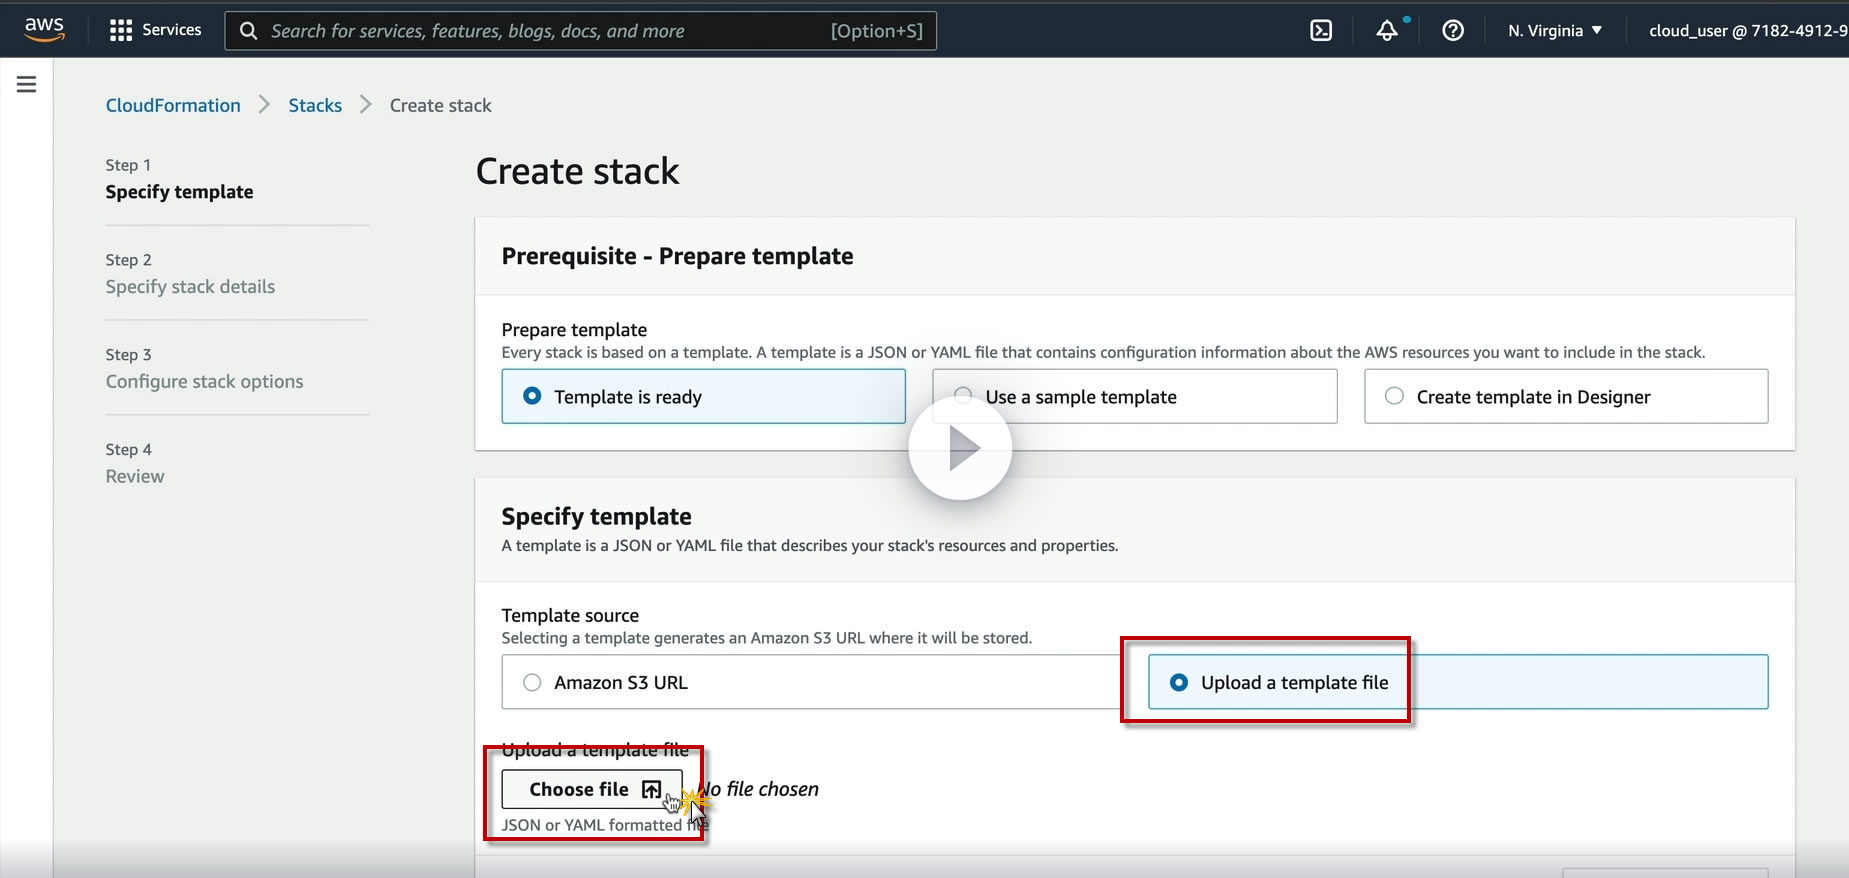 aws
Services
Search for services, features, blogs, docs, and more
[Option+S]
N. Virginia
cloud_user @ 7182-4912-9
CloudFormation
Stacks
Create stack
Step 1
Specify template
Step 2
Specify stack details
Step 3
Configure stack options
Step 4
Review
Create stack
Prerequisite - Prepare template
Prepare template
Every stack is based on a template. A template is a JSON or YAML file that contains configuration information about the AWS resources you want to include in the stack.
Template is ready
Use a sample template
Create template in Designer
Specify template
A template is a JSON or YAML file that describes your stack's resources and properties.
Template source
Selecting a template generates an Amazon S3 URL where it will be stored.
Amazon S3 URL
Upload a template file
Upload a template file
Choose file
No file chosen
JSON or YAML formatted file